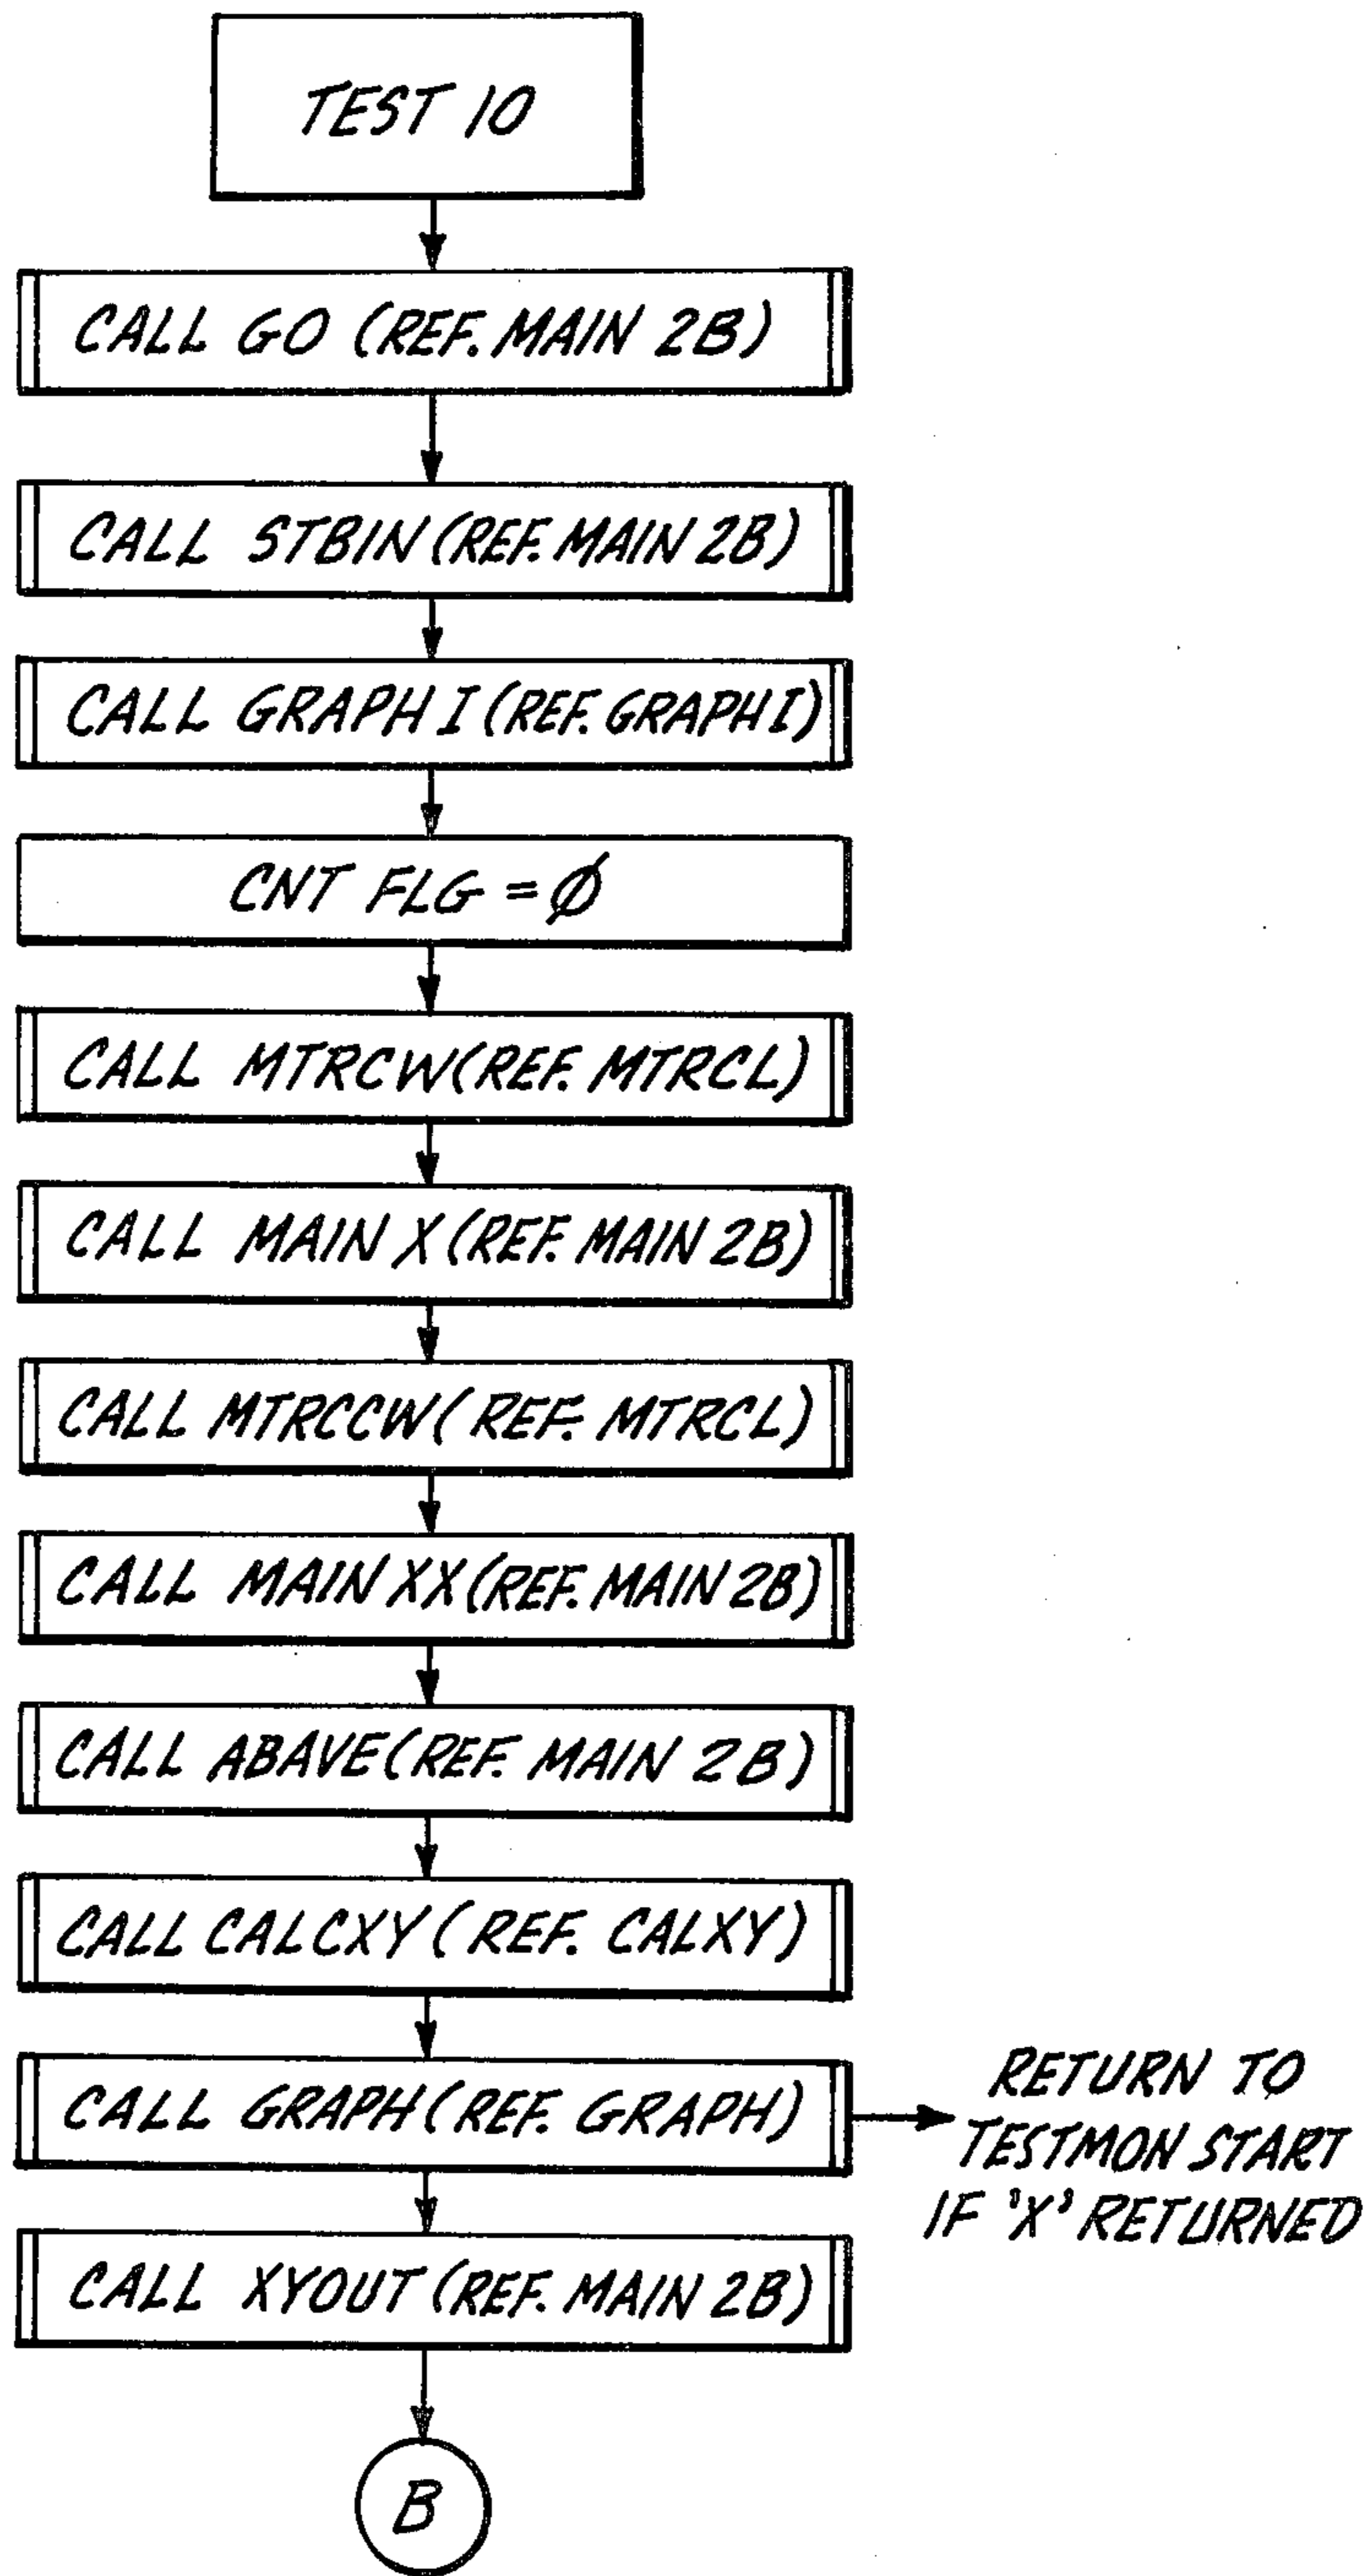 TEST 10
CALL GO (REF. MAIN 2B)
CALL STBIN (REF. MAIN 2B)
CALL GRAPH I (REF. GRAPH I)
CNT FLG = Ø
CALL MTRCW (REF. MTRCL)
CALL MAIN X (REF. MAIN 2B)
CALL MTRCCW (REF. MTRCL)
CALL MAIN XX (REF. MAIN 2B)
CALL ABAVE (REF. MAIN 2B)
CALL CALCXY (REF. CALXY)
CALL GRAPH (REF. GRAPH)
RETURN TO
TESTMON START
IF 'X' RETURNED
CALL XYOUT (REF. MAIN 2B)
B